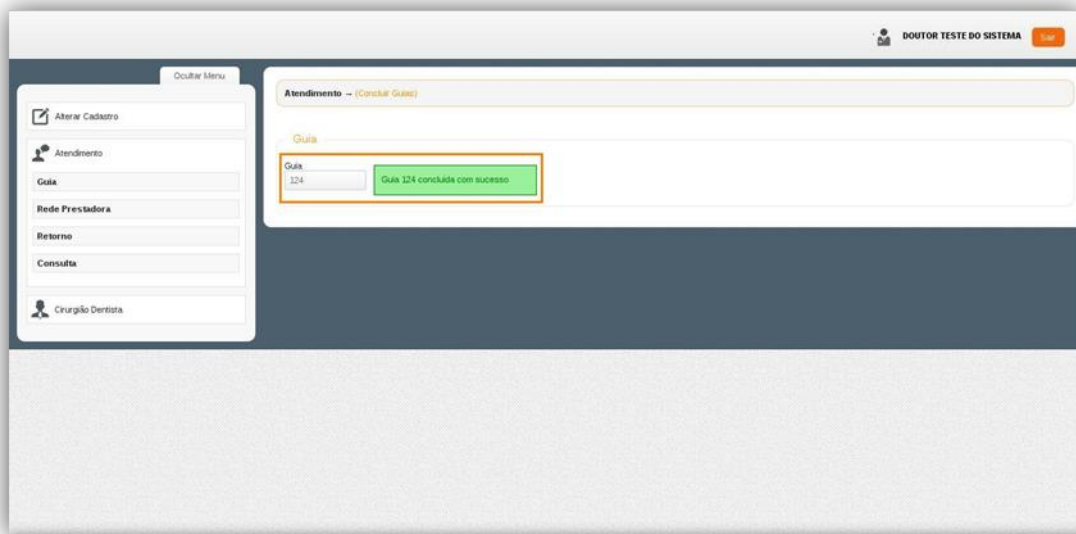 DOUTOR TESTE DO SISTEMA
Sair
Ocultar Menu
Alterar Cadastro
Atendimento
Guia
Rede Prestadora
Retorno
Consulta
Cirurgião Dentista
Atendimento → (Concluir Guias)
Guia
Guia
124
Guia 124 concluida com sucesso